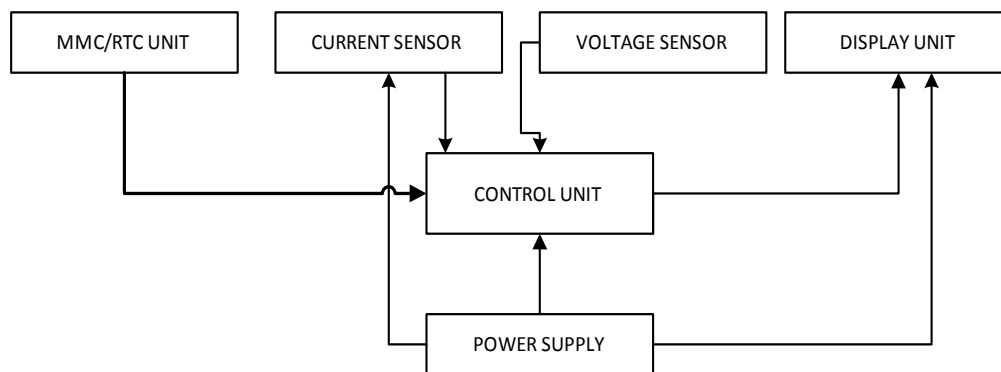 MMC/RTC UNIT
CURRENT SENSOR
VOLTAGE SENSOR
DISPLAY UNIT
CONTROL UNIT
POWER SUPPLY